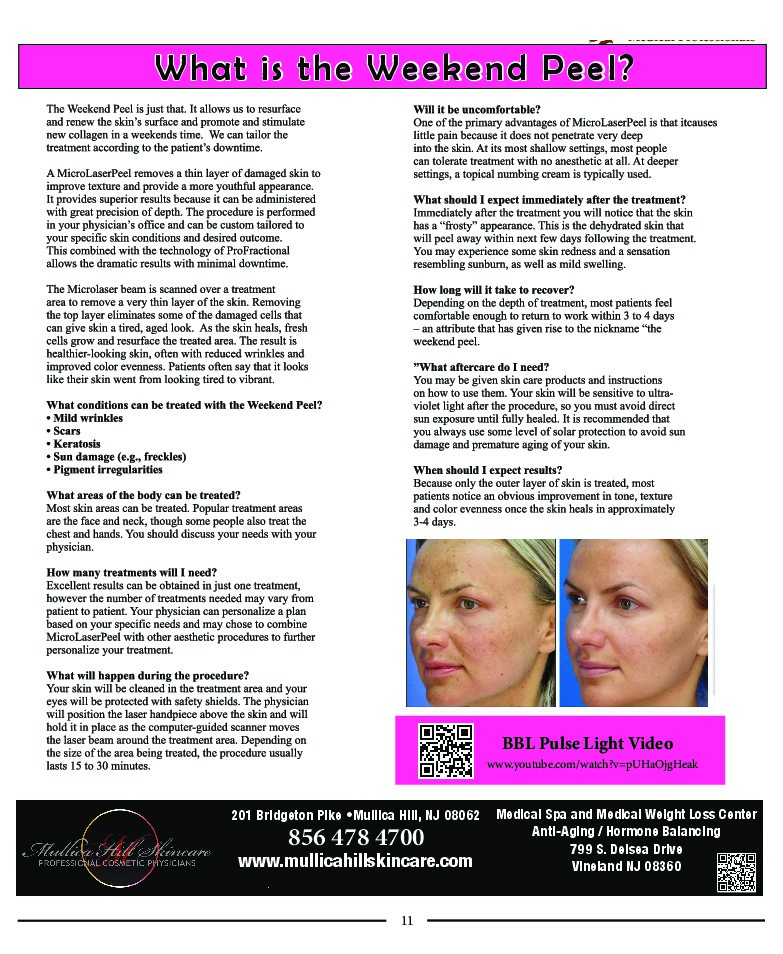 What is the Weekend Peel?
The Weekend Peel is just that. It allows us to resurface
and renew the skin's surface and promote and stimulate
new collagen in a weekends time.  We can tailor the
treatment according to the patient's downtime.
A MicroLaserPeel removes a thin layer of damaged skin to
improve texture and provide a more youthful appearance.
It provides superior results because it can be administered
with great precision of depth. The procedure is performed
in your physician's office and can be custom tailored to
your specific skin conditions and desired outcome.
This combined with the technology of ProFractional
allows the dramatic results with minimal downtime.
The Microlaser beam is scanned over a treatment
area to remove a very thin layer of the skin. Removing
the top layer eliminates some of the damaged cells that
can give skin a tired, aged look.  As the skin heals, fresh
cells grow and resurface the treated area. The result is
healthier-looking skin, often with reduced wrinkles and
improved color evenness. Patients often say that it looks
like their skin went from looking tired to vibrant.
What conditions can be treated with the Weekend Peel?
• Mild wrinkles
• Scars
• Keratosis
• Sun damage (e.g., freckles)
• Pigment irregularities
What areas of the body can be treated?
Most skin areas can be treated. Popular treatment areas
are the face and neck, though some people also treat the
chest and hands. You should discuss your needs with your
physician.
How many treatments will I need?
Excellent results can be obtained in just one treatment,
however the number of treatments needed may vary from
patient to patient. Your physician can personalize a plan
based on your specific needs and may chose to combine
MicroLaserPeel with other aesthetic procedures to further
personalize your treatment.
What will happen during the procedure?
Your skin will be cleaned in the treatment area and your
eyes will be protected with safety shields. The physician
will position the laser handpiece above the skin and will
hold it in place as the computer-guided scanner moves
the laser beam around the treatment area. Depending on
the size of the area being treated, the procedure usually
lasts 15 to 30 minutes.
Will it be uncomfortable?
One of the primary advantages of MicroLaserPeel is that itcauses
little pain because it does not penetrate very deep
into the skin. At its most shallow settings, most people
can tolerate treatment with no anesthetic at all. At deeper
settings, a topical numbing cream is typically used.
What should I expect immediately after the treatment?
Immediately after the treatment you will notice that the skin
has a “frosty” appearance. This is the dehydrated skin that
will peel away within next few days following the treatment.
You may experience some skin redness and a sensation
resembling sunburn, as well as mild swelling.
How long will it take to recover?
Depending on the depth of treatment, most patients feel
comfortable enough to return to work within 3 to 4 days
– an attribute that has given rise to the nickname “the
weekend peel.
”What aftercare do I need?
You may be given skin care products and instructions
on how to use them. Your skin will be sensitive to ultra-
violet light after the procedure, so you must avoid direct
sun exposure until fully healed. It is recommended that
you always use some level of solar protection to avoid sun
damage and premature aging of your skin.
When should I expect results?
Because only the outer layer of skin is treated, most
patients notice an obvious improvement in tone, texture
and color evenness once the skin heals in approximately
3-4 days.
BBL Pulse Light Video
www.youtube.com/watch?v=pUHaOjgHeak
Mullica Hill Skincare
PROFESSIONAL COSMETIC PHYSICIANS
201 Bridgeton Pike •Mullica Hill, NJ 08062
856 478 4700
www.mullicahillskincare.com
Medical Spa and Medical Weight Loss Center
Anti-Aging / Hormone Balancing
799 S. Delsea Drive
Vineland NJ 08360
11